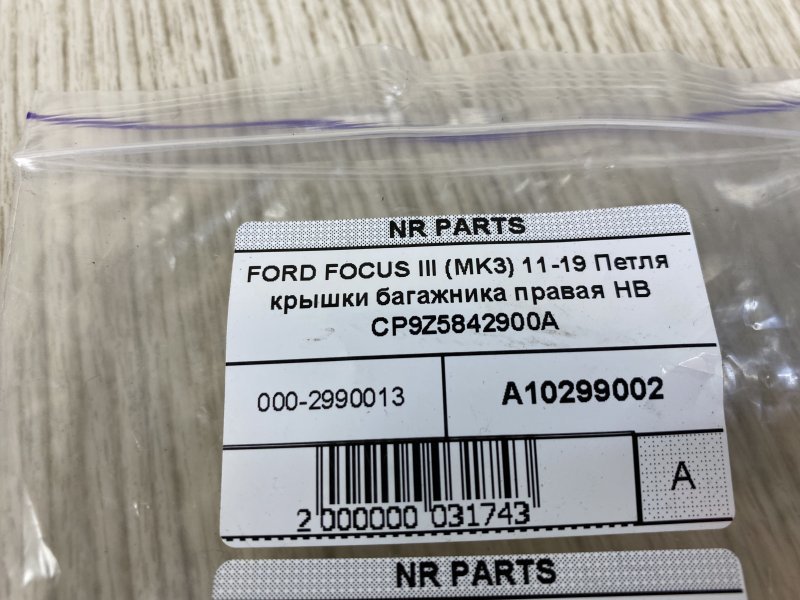 NR PARTS
FORD FOCUS III (MK3) 11-19 Петля
крышки багажника правая HB
CP9Z5842900A
000-2990013
A10299002
2 000000 031743
A
NR PARTS